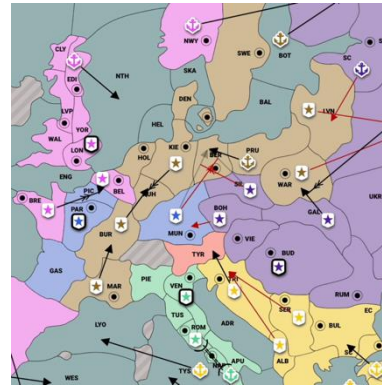 NWY
SWE
BOT
SC
CLY
SKA
EDI
NTH
DEN
BAL
LVN
LVP
YOR
HEL
WAL
HOL
KIE
BER
PRU
LON
ENG
BEL
WAR
BRE
PIC
BOH
GAL
UKR
PAR
MUN
BUR
VIE
TYR
BUD
GAS
MAR
PIE
VEN
TRI
RUM
TUS
SER
LYO
ROM
ADR
BUL
EC
APU
ALB
WES
TYS